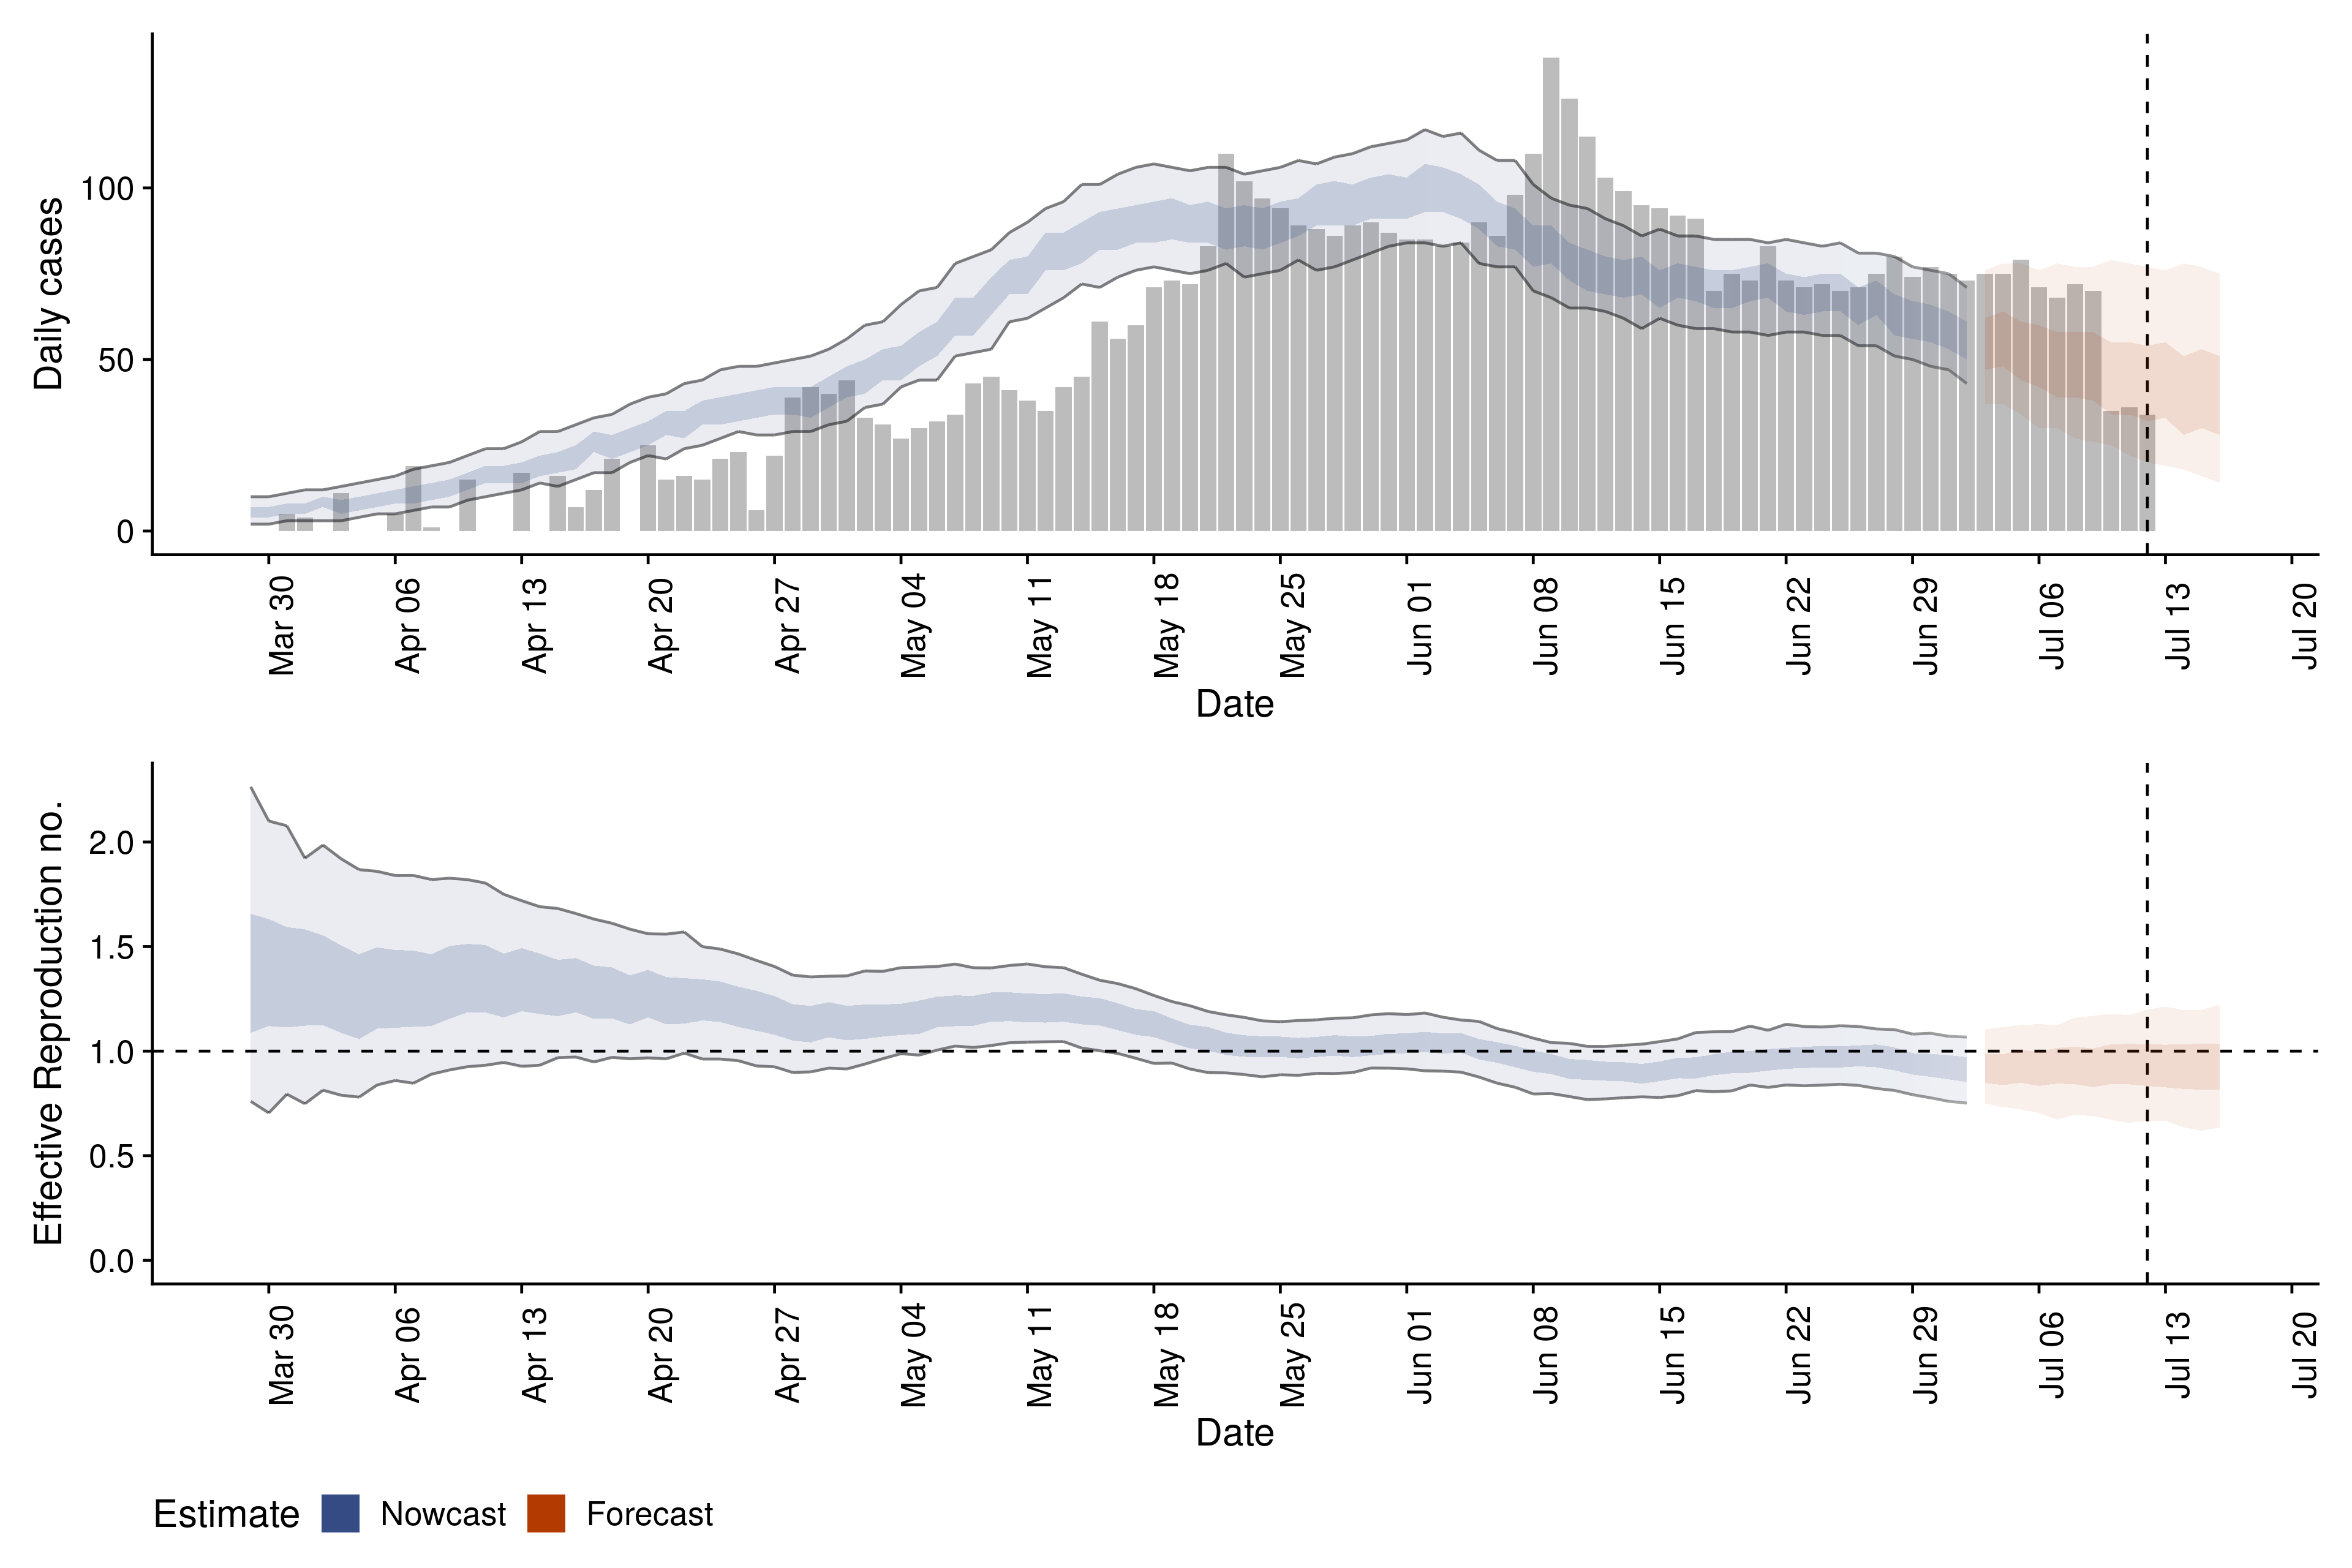 Daily cases
100
50
0
Mar 30
Apr 06
Apr 13
Apr 20
Apr 27
May 04
May 11
May 18
May 25
Jun 01
Jun 08
Jun 15
Jun 22
Jun 29
Jul 06
Jul 13
Jul 20
Date
Effective Reproduction no.
2.0
1.5
1.0
0.5
0.0
Mar 30
Apr 06
Apr 13
Apr 20
Apr 27
May 04
May 11
May 18
May 25
Jun 01
Jun 08
Jun 15
Jun 22
Jun 29
Jul 06
Jul 13
Jul 20
Date
Estimate Nowcast Forecast